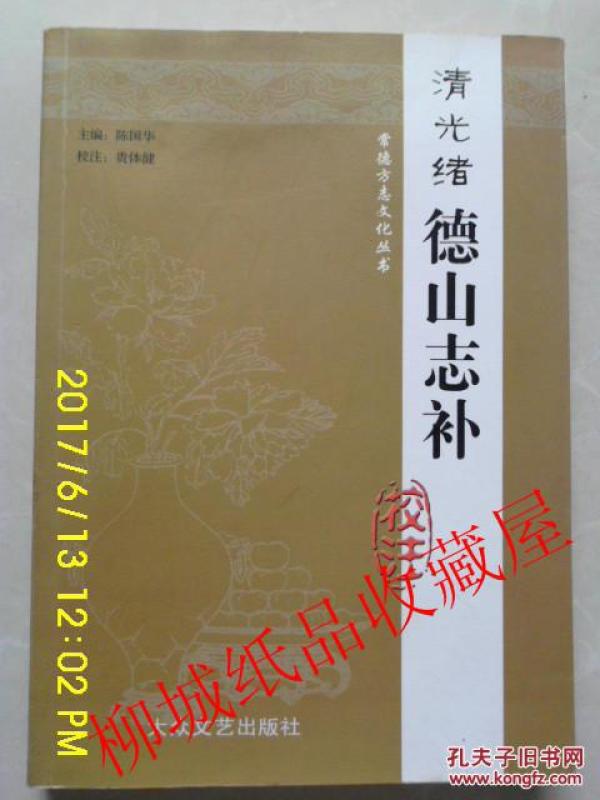 清光绪
德山志补
校注
常德方志文化丛书
主编：陈国华
校注：贵体健
大众文艺出版社
柳城纸品收藏屋
2017/6/13 12:02 PM
孔夫子旧书网
www.kongfz.com